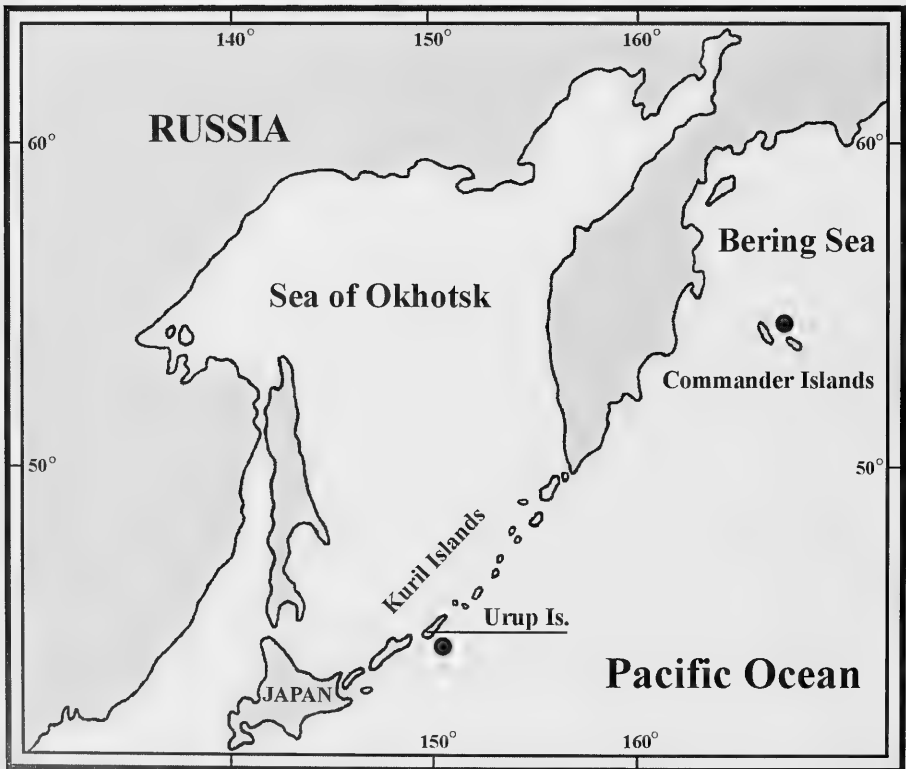 140° 150° 160°
RUSSIA
60° 60°
Bering Sea
Sea of Okhotsk
Commander Islands
50° 50°
Kuril Islands
Urup Is.
Pacific Ocean
JAPAN
150° 160°